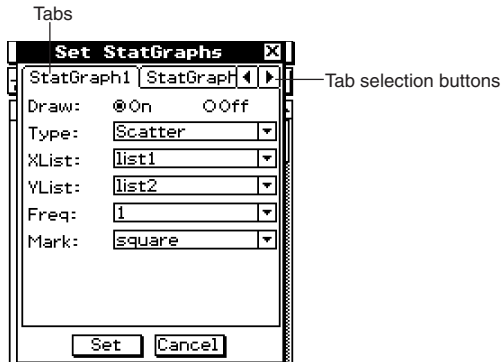 Tabs
Set StatGraphs
StatGraph1 StatGraph
Tab selection buttons
Draw: On Off
Type: Scatter
XList: list1
YList: list2
Freq: 1
Mark: square
Set Cancel